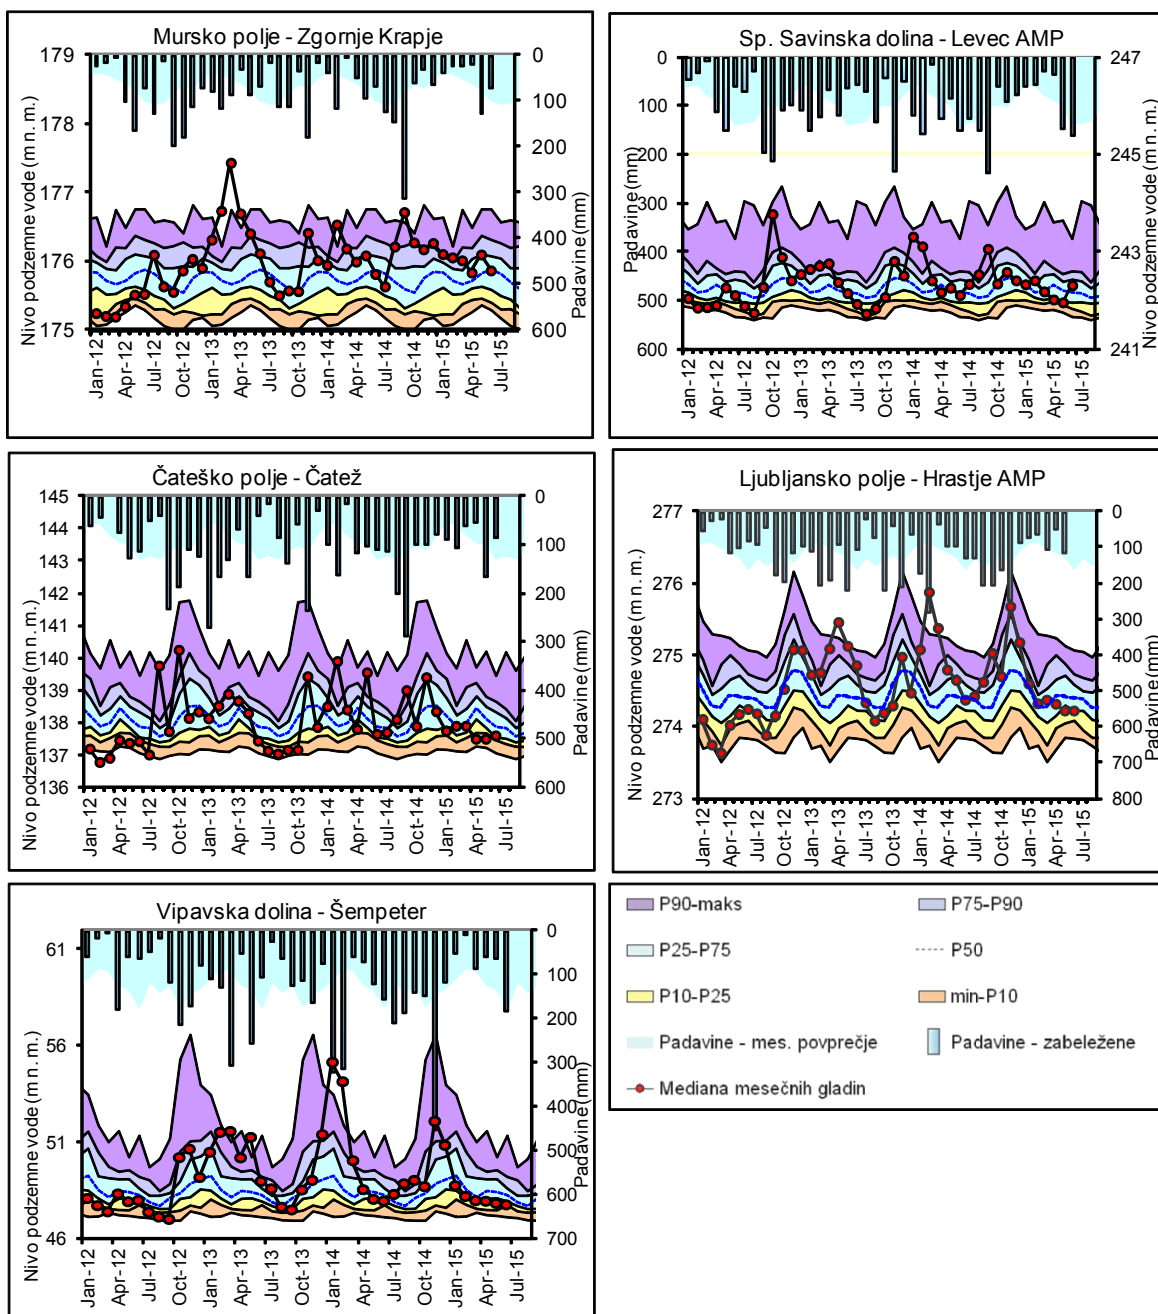 Mursko polje - Zgornje Krapje
Nivo podzemne vode (m n. m.)
179
178
177
176
175
0
100
200
300
400
500
600
Padavine (mm)
Jan-12
Apr-12
Jul-12
Oct-12
Jan-13
Apr-13
Jul-13
Oct-13
Jan-14
Apr-14
Jul-14
Oct-14
Jan-15
Apr-15
Jul-15
Sp. Savinska dolina - Levec AMP
Padavine (mm)
0
100
200
300
400
500
600
247
245
243
241
Nivo podzemne vode (m n. m.)
Jan-12
Apr-12
Jul-12
Oct-12
Jan-13
Apr-13
Jul-13
Oct-13
Jan-14
Apr-14
Jul-14
Oct-14
Jan-15
Apr-15
Jul-15
Čateško polje - Čatež
Nivo podzemne vode (m n. m.)
145
144
143
142
141
140
139
138
137
136
0
100
200
300
400
500
600
Padavine (mm)
Jan-12
Apr-12
Jul-12
Oct-12
Jan-13
Apr-13
Jul-13
Oct-13
Jan-14
Apr-14
Jul-14
Oct-14
Jan-15
Apr-15
Jul-15
Ljubljansko polje - Hrastje AMP
Nivo podzemne vode (m n. m.)
277
276
275
274
273
0
100
200
300
400
500
600
700
800
Padavine (mm)
Jan-12
Apr-12
Jul-12
Oct-12
Jan-13
Apr-13
Jul-13
Oct-13
Jan-14
Apr-14
Jul-14
Oct-14
Jan-15
Apr-15
Jul-15
Vipavska dolina - Šempeter
Nivo podzemne vode (m n. m.)
61
56
51
46
0
100
200
300
400
500
600
700
Padavine (mm)
Jan-12
Apr-12
Jul-12
Oct-12
Jan-13
Apr-13
Jul-13
Oct-13
Jan-14
Apr-14
Jul-14
Oct-14
Jan-15
Apr-15
Jul-15
P90-maks
P75-P90
P25-P75
P50
P10-P25
min-P10
Padavine - mes. povprečje
Padavine - zabeležene
Mediana mesečnih gladin